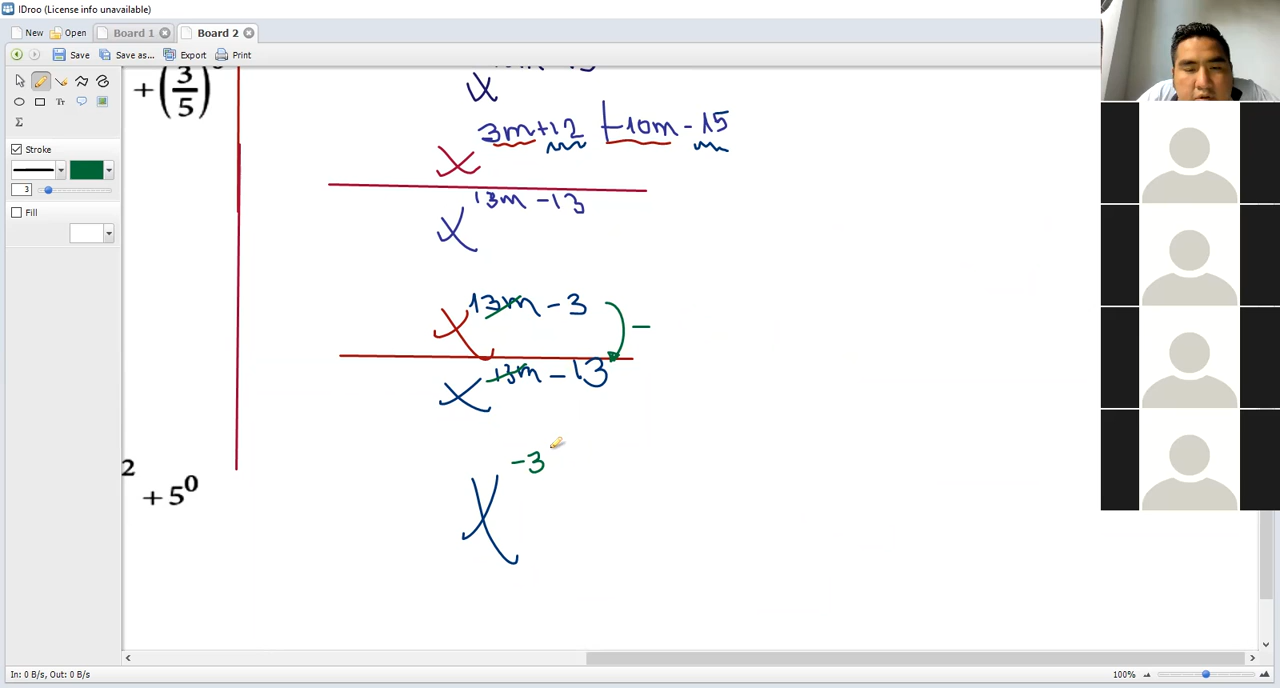 IDroo (License info unavailable)
New Open Board 1 Board 2
Save Save as... Export Print
Stroke
3
Fill
+ (3/5)
x
x^{3m+12+10m-15}
x^{13m-13}
x^{13m-3} -
x^{13m-13}
x^{-3}
2 + 5^0
In: 0 B/s, Out: 0 B/s 100%